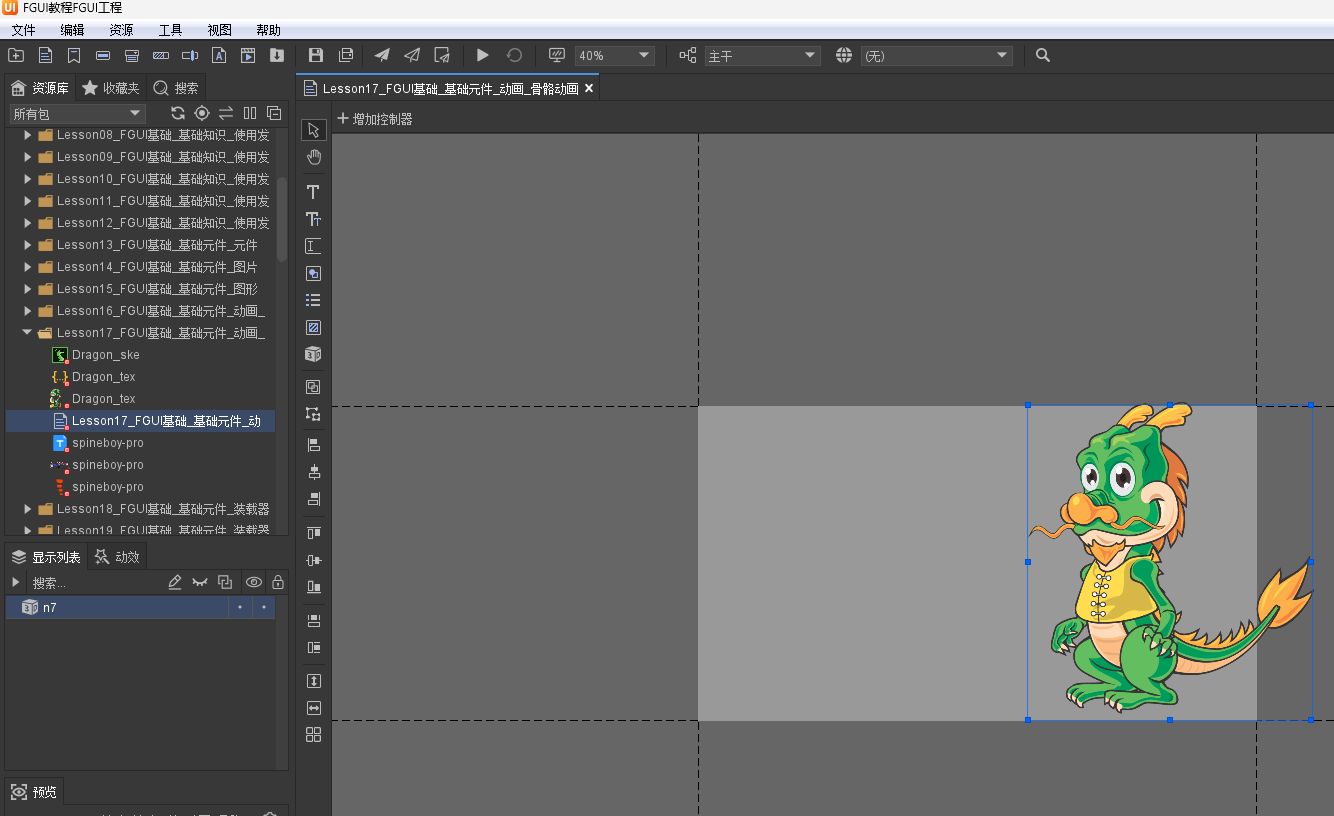 UI FGUI教程FGUI工程
文件 编辑 资源 工具 视图 帮助
40% 主干 (无)
资源库 收藏夹 搜索
Lesson17_FGUI基础_基础元件_动画_骨骼动画
所有包
增加控制器
Lesson08_FGUI基础_基础知识_使用发
Lesson09_FGUI基础_基础知识_使用发
Lesson10_FGUI基础_基础知识_使用发
Lesson11_FGUI基础_基础知识_使用发
Lesson12_FGUI基础_基础知识_使用发
Lesson13_FGUI基础_基础元件_元件
Lesson14_FGUI基础_基础元件_图片
Lesson15_FGUI基础_基础元件_图形
Lesson16_FGUI基础_基础元件_动画_
Lesson17_FGUI基础_基础元件_动画_
Dragon_ske
Dragon_tex
Dragon_tex
Lesson17_FGUI基础_基础元件_动
spineboy-pro
spineboy-pro
spineboy-pro
Lesson18_FGUI基础_基础元件_装载器
Lesson19_FGUI基础_基础元件_装载器
显示列表 动效
搜索...
n7
预览